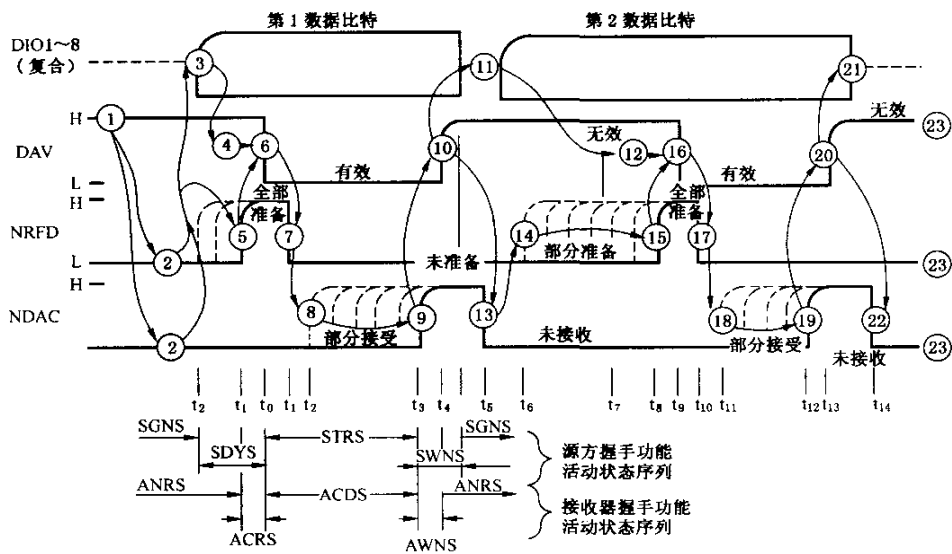 第1数据比特
第2数据比特
DIO1～8
（复合）
③
⑪
㉑
H
①
无效
无效
㉓
DAV
④
⑥
⑩
⑫
⑯
⑳
有效
有效
L
H
全部
准备
全部
准备
NRFD
⑤
⑦
⑭
⑮
⑰
部分准备
L
②
未准备
㉓
H
NDAC
⑧
⑨
⑬
⑱
⑲
㉒
②
部分接受
未接收
部分接受
未接收
㉓
t₂ t₁ t₀ t₁ t₂ t₃ t₄ t₅ t₆ t₇ t₈ t₉ t₁₀ t₁₁ t₁₂ t₁₃ t₁₄
SGNS
STRS
SGNS
SDYS
SWNS
源方握手功能
活动状态序列
ANRS
ACDS
ANRS
接收器握手功能
活动状态序列
ACRS
AWNS